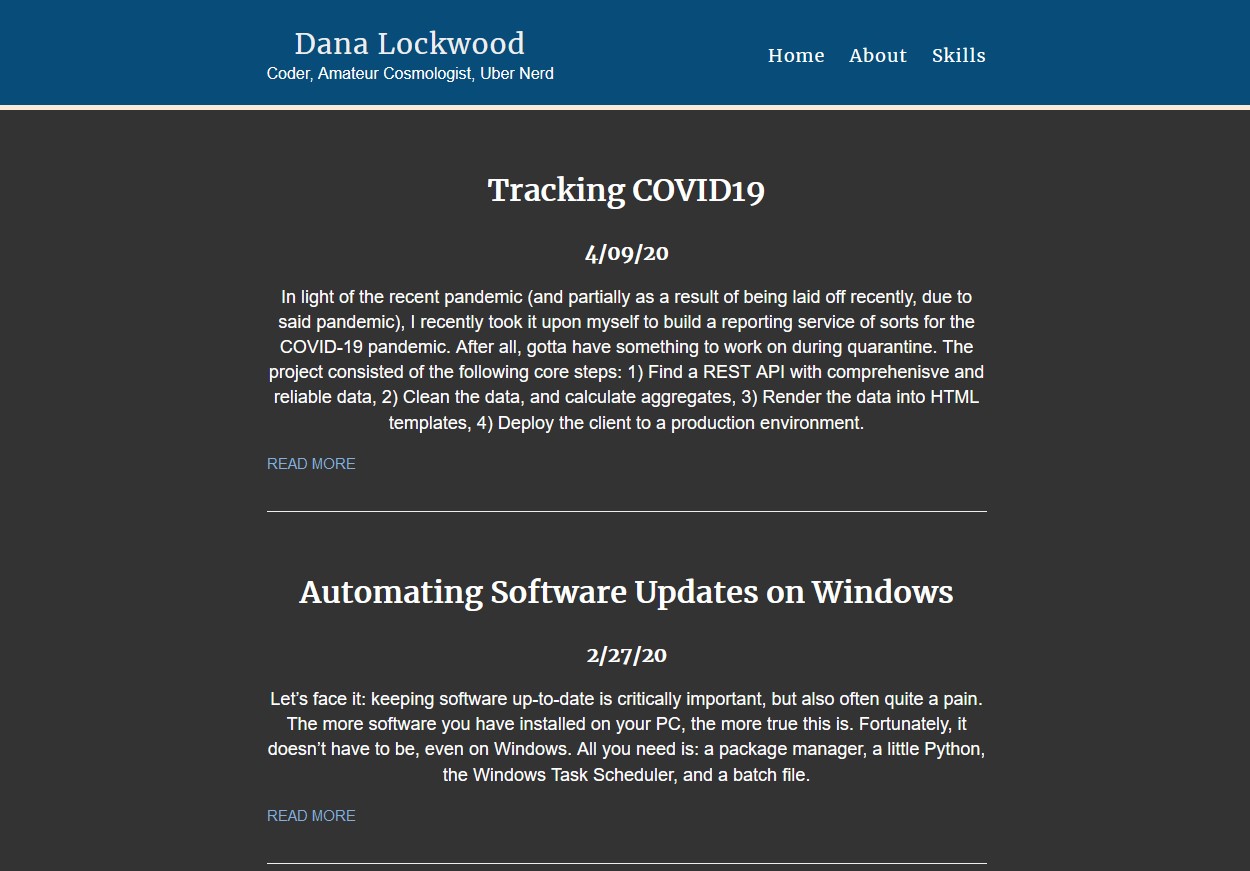 Dana Lockwood
Coder, Amateur Cosmologist, Uber Nerd
Home About Skills
Tracking COVID19
4/09/20
In light of the recent pandemic (and partially as a result of being laid off recently, due to
said pandemic), I recently took it upon myself to build a reporting service of sorts for the
COVID-19 pandemic. After all, gotta have something to work on during quarantine. The
project consisted of the following core steps: 1) Find a REST API with comprehenisve and
reliable data, 2) Clean the data, and calculate aggregates, 3) Render the data into HTML
templates, 4) Deploy the client to a production environment.
READ MORE
Automating Software Updates on Windows
2/27/20
Let’s face it: keeping software up-to-date is critically important, but also often quite a pain.
The more software you have installed on your PC, the more true this is. Fortunately, it
doesn’t have to be, even on Windows. All you need is: a package manager, a little Python,
the Windows Task Scheduler, and a batch file.
READ MORE